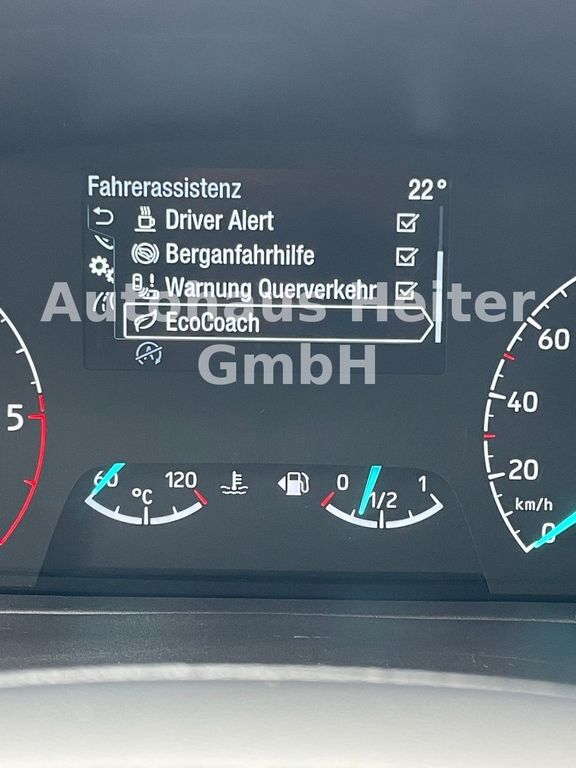 Fahrerassistenz 22°
Driver Alert
Berganfahrhilfe
Warnung Querverkehr
Autohaus Heiter
EcoCoach
GmbH
60
5
40
60 120 0 1
20
°C 1/2
km/h
0